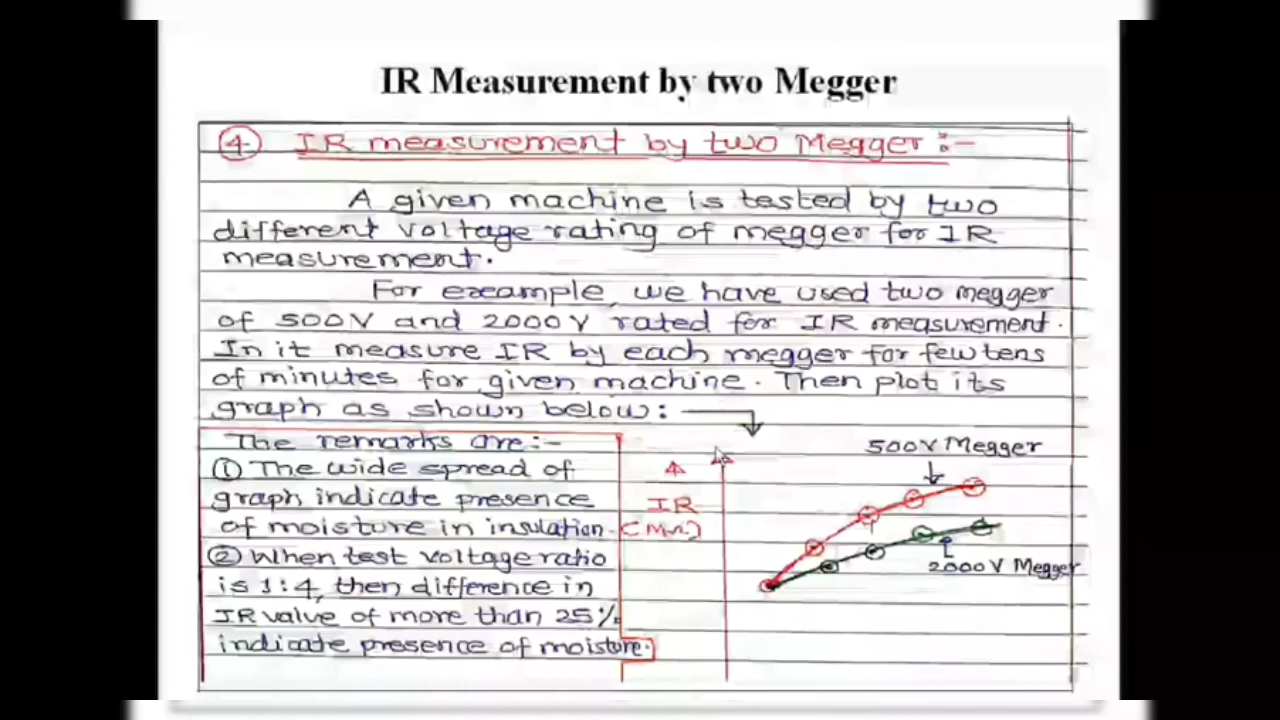 IR Measurement by two Megger
④ IR measurement by two Megger :-
A given machine is tested by two
different voltage rating of megger for IR
measurement.
For example, we have used two megger
of 500V and 2000V rated for IR measurement.
In it measure IR by each megger for few tens
of minutes for given machine. Then plot its
graph as shown below:
The remarks are:-
① The wide spread of
graph indicate presence
of moisture in insulation.
② When test voltage ratio
is 1:4, then difference in
IR value of more than 25%
indicate presence of moisture.
IR
(MΩ)
500V Megger
2000V Megger